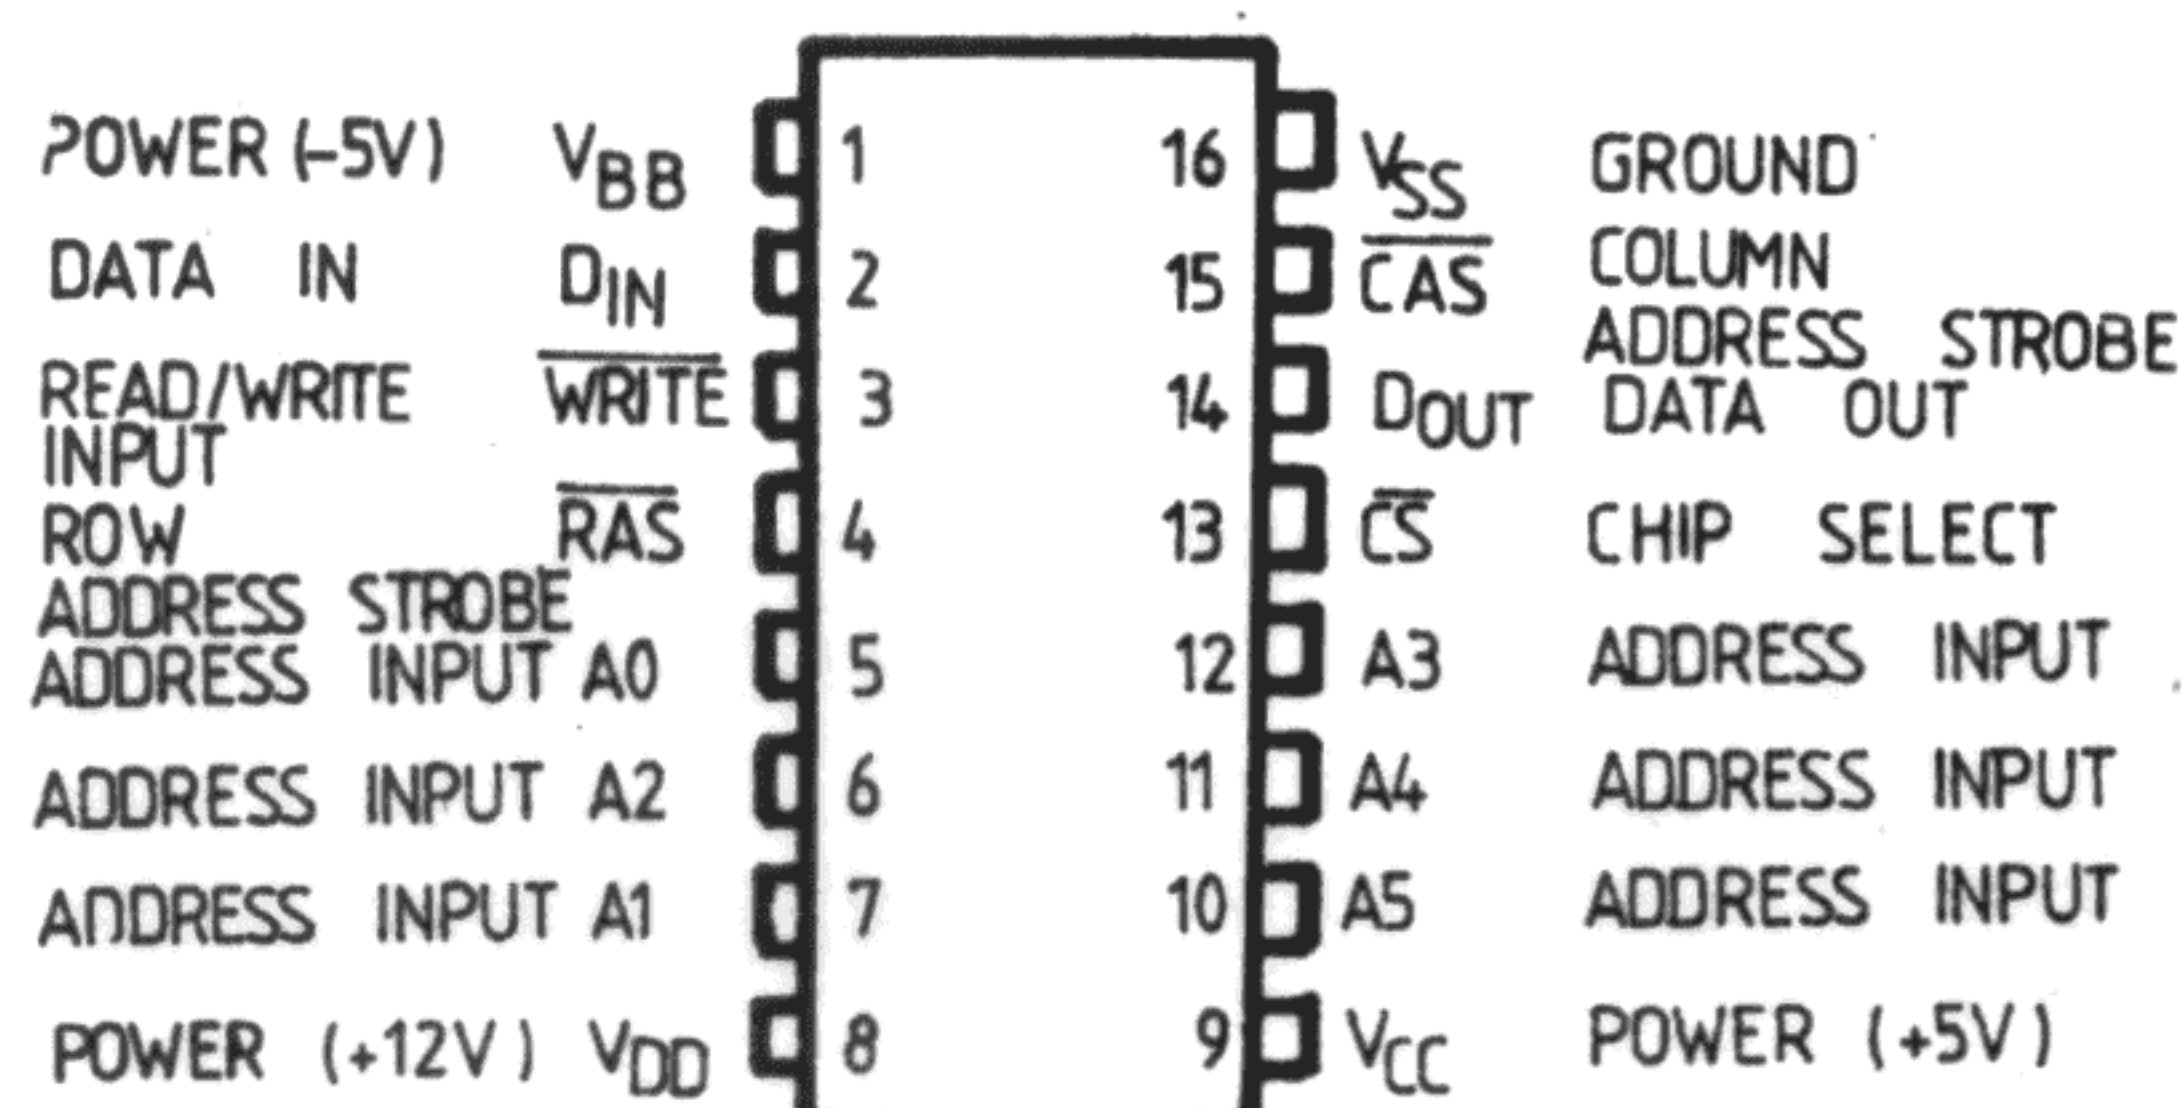 POWER (-5V) VBB 1 16 VSS GROUND
DATA IN DIN 2 15 CAS COLUMN
ADDRESS STROBE
READ/WRITE WRITE 3 14 DOUT DATA OUT
INPUT
ROW RAS 4 13 CS CHIP SELECT
ADDRESS STROBE
ADDRESS INPUT A0 5 12 A3 ADDRESS INPUT
ADDRESS INPUT A2 6 11 A4 ADDRESS INPUT
ADDRESS INPUT A1 7 10 A5 ADDRESS INPUT
POWER (+12V) VDD 8 9 VCC POWER (+5V)